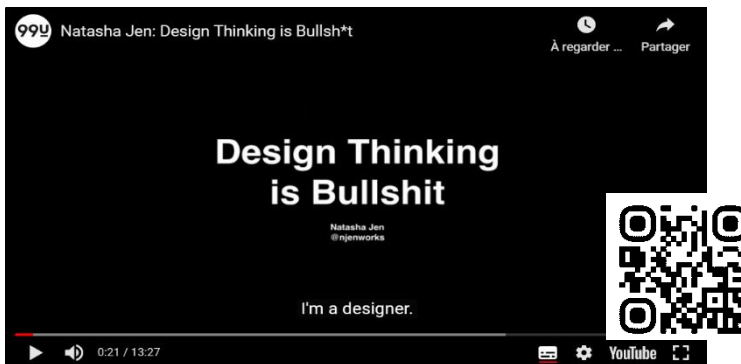 99U Natasha Jen: Design Thinking is Bullsh*t
À regarder ... Partager
Design Thinking
is Bullshit
Natasha Jen
@njenworks
I'm a designer.
0:21 / 13:27 YouTube